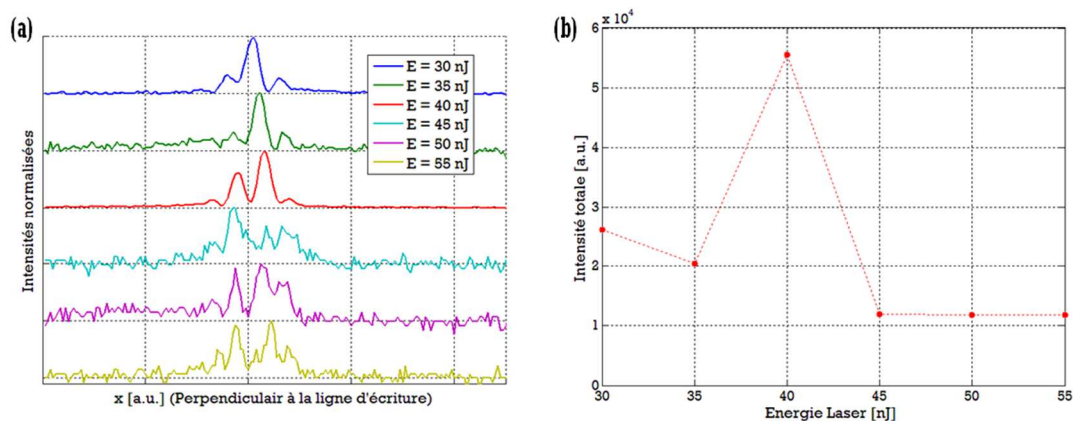 (a)
Intensités normalisées
E = 30 nJ
E = 35 nJ
E = 40 nJ
E = 45 nJ
E = 50 nJ
E = 55 nJ
x [a.u.] (Perpendiculair à la ligne d'écriture)
(b)
x 10⁴
6
5
4
3
2
1
0
Intensité totale [a.u.]
30 35 40 45 50 55
Energie Laser [nJ]